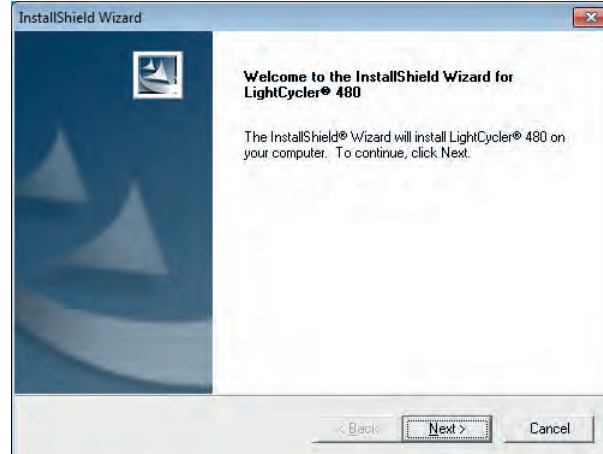 InstallShield Wizard
Welcome to the InstallShield Wizard for
LightCycler® 480
The InstallShield® Wizard will install LightCycler® 480 on
your computer. To continue, click Next.
< Back
Next >
Cancel